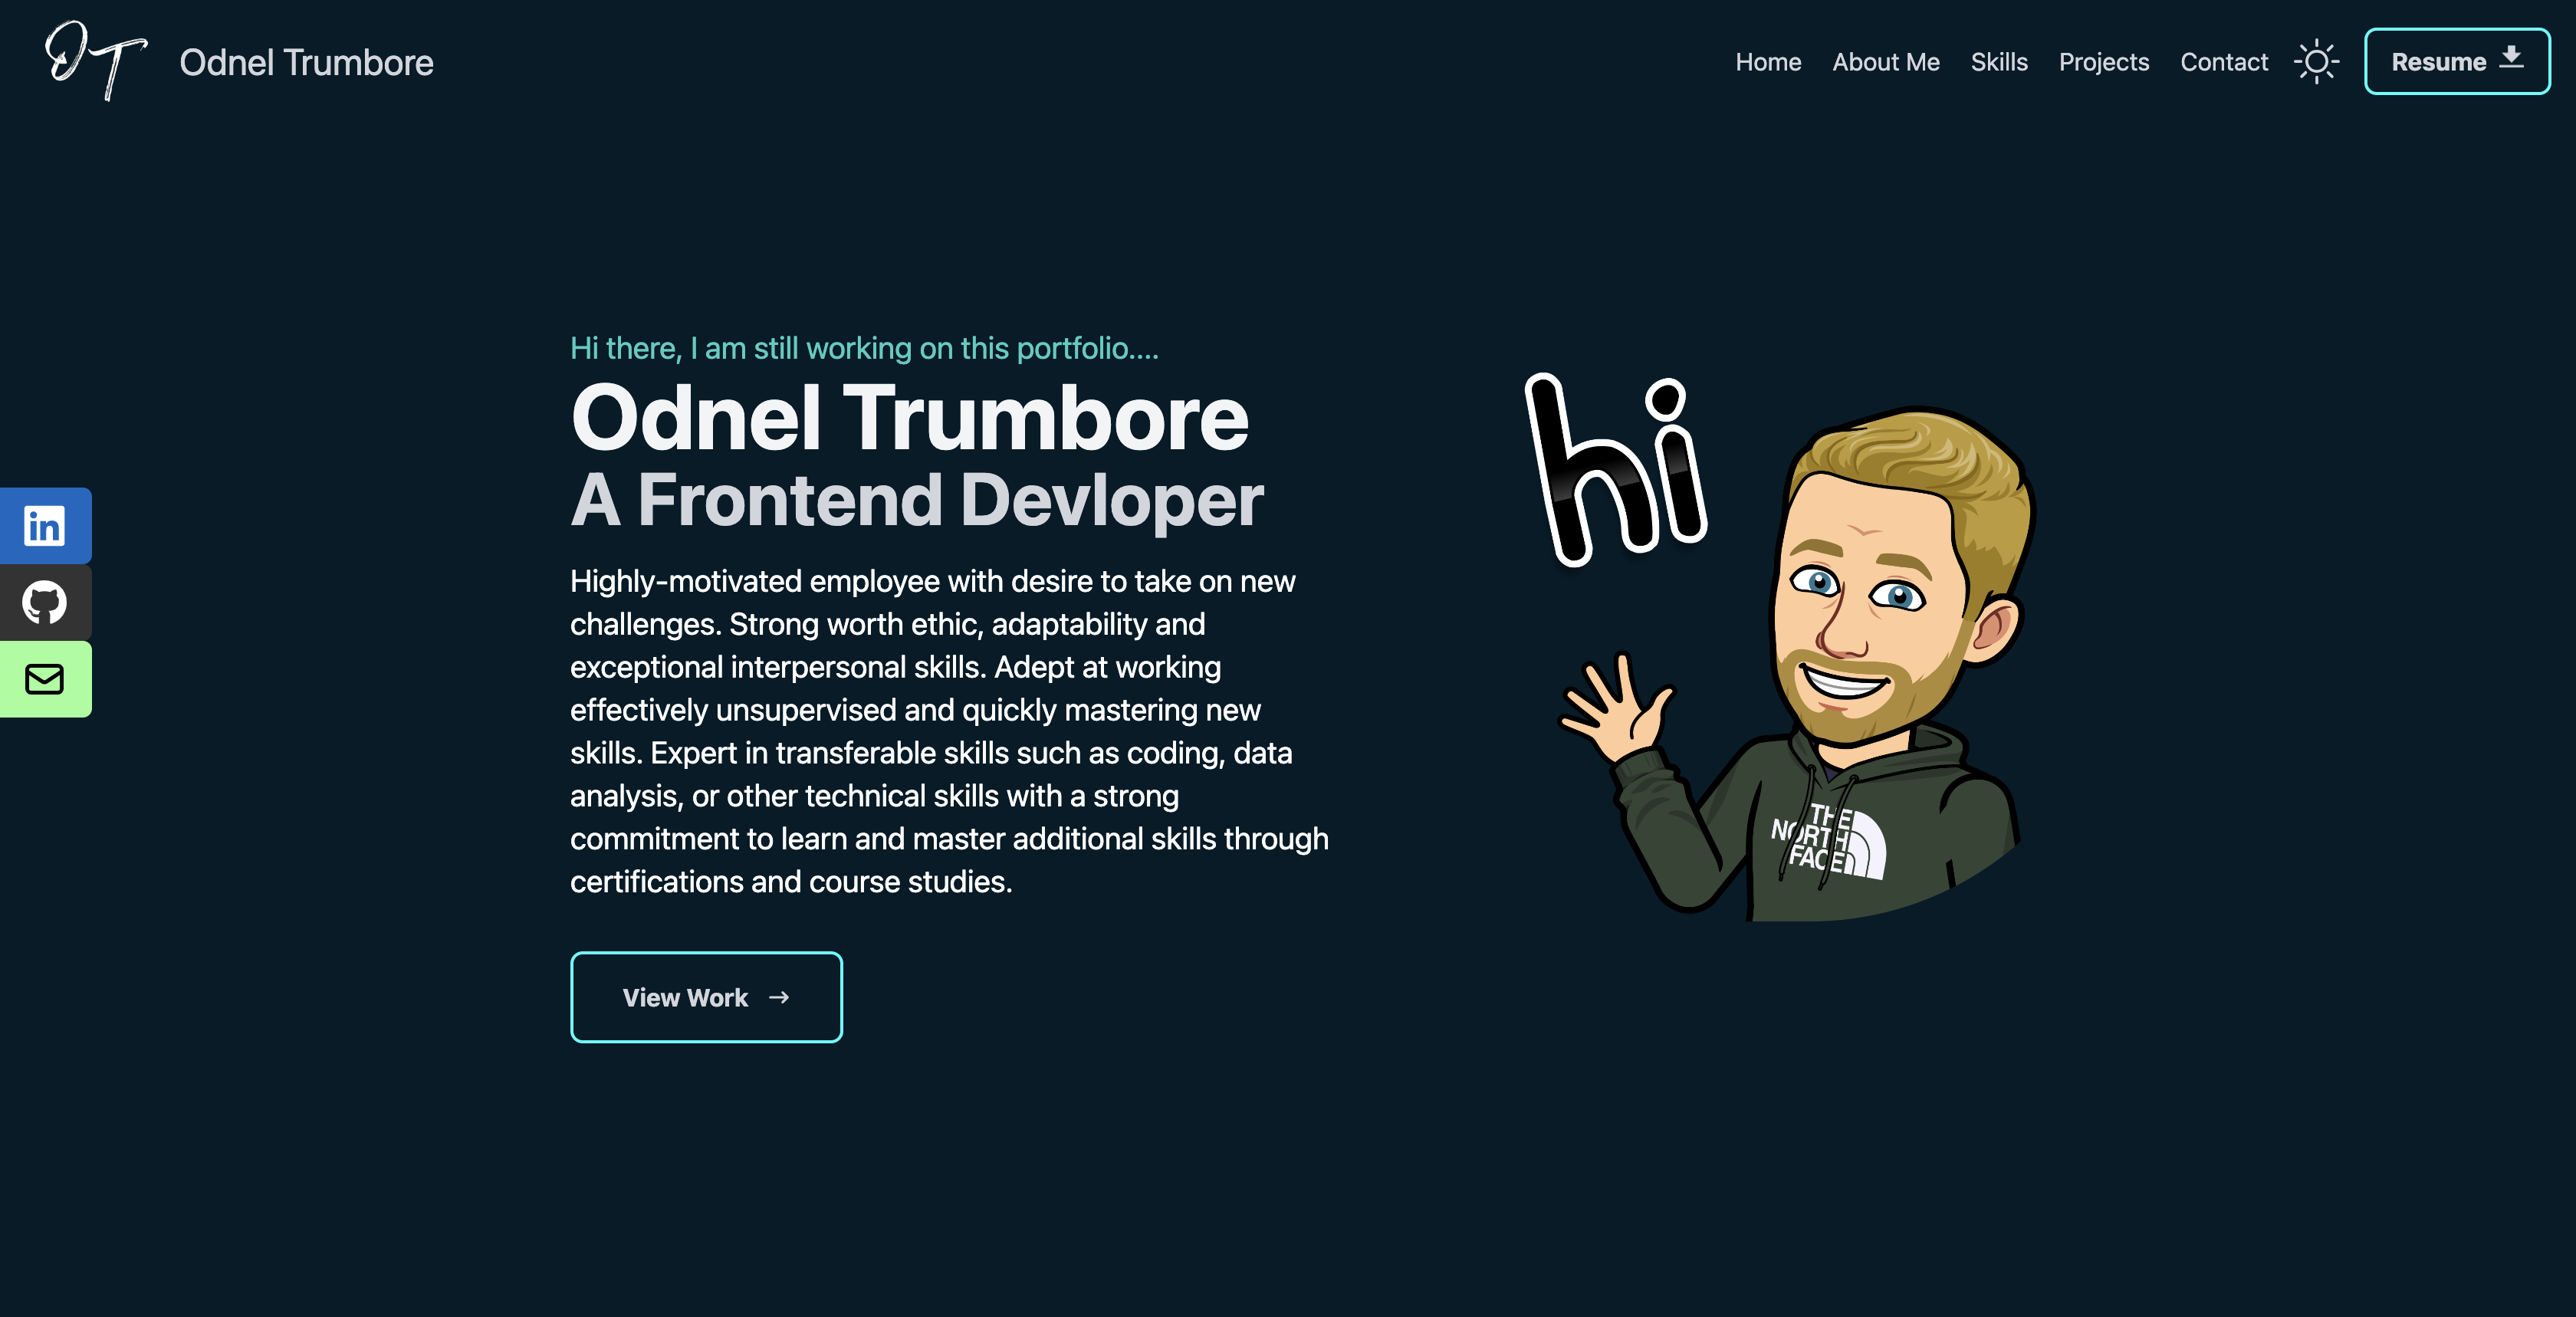 OT
Odnel Trumbore
Home
About Me
Skills
Projects
Contact
Resume
Hi there, I am still working on this portfolio....
Odnel Trumbore
A Frontend Devloper
Highly-motivated employee with desire to take on new
challenges. Strong worth ethic, adaptability and
exceptional interpersonal skills. Adept at working
effectively unsupervised and quickly mastering new
skills. Expert in transferable skills such as coding, data
analysis, or other technical skills with a strong
commitment to learn and master additional skills through
certifications and course studies.
View Work →
in
hi
THE
NORTH
FACE